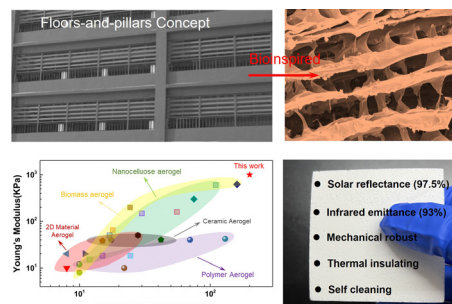 Floors-and-pillars Concept
Bioinspired
Young's Modulus(KPa)
10³
10²
10¹
10¹
10²
This work
Nanocelluose aerogel
Biomass aerogel
2D Material
Aerogel
Ceramic Aerogel
Polymer Aerogel
• Solar reflectance (97.5%)
• Infrared emittance (93%)
• Mechanical robust
• Thermal insulating
• Self cleaning